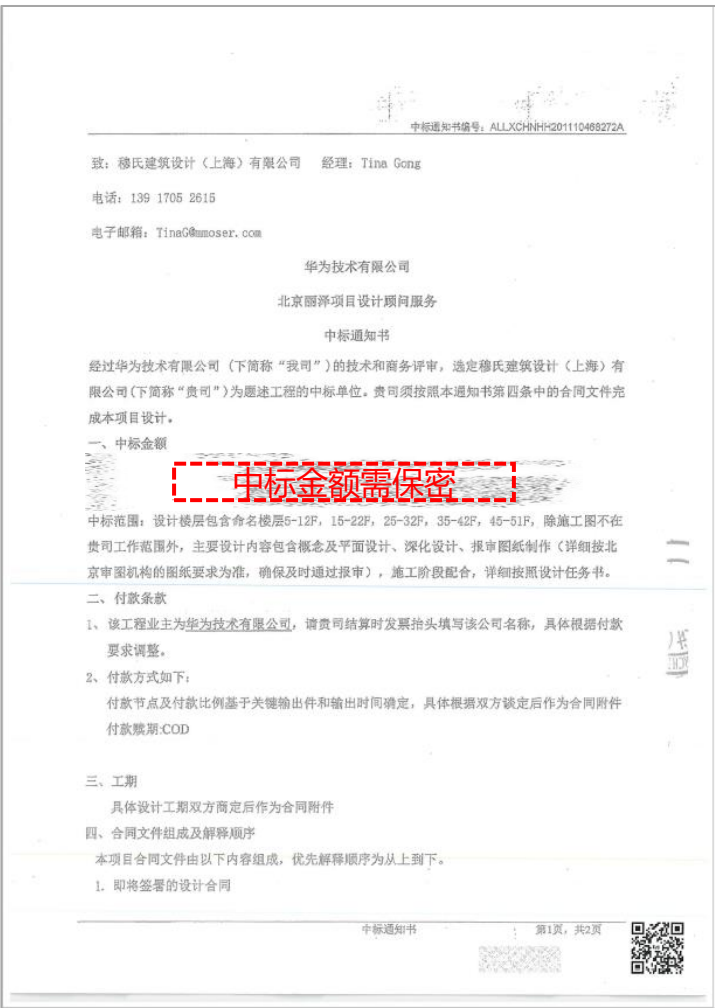 中标通知书编号：ALLXCHNHH201110468272A
致：穆氏建筑设计（上海）有限公司 经理：Tina Gong
电话：139 1705 2615
电子邮箱：TinaG@mmoser.com
华为技术有限公司
北京丽泽项目设计顾问服务
中标通知书
经过华为技术有限公司（下简称“我司”）的技术和商务评审，选定穆氏建筑设计（上海）有
限公司（下简称“贵司”）为题述工程的中标单位。贵司须按照本通知书第四条中的合同文件完
成本项目设计。
一、中标金额
中标金额需保密
中标范围：设计楼层包含命名楼层5-12F，15-22F，25-32F，35-42F，45-51F，除施工图不在
贵司工作范围外，主要设计内容包含概念及平面设计、深化设计、报审图纸制作（详细按北
京审图机构的图纸要求为准，确保及时通过报审），施工阶段配合，详细按照设计任务书。
二、付款条款
1、该工程业主为华为技术有限公司，请贵司结算时发票抬头填写该公司名称，具体根据付款
要求调整。
2、付款方式如下：
付款节点及付款比例基于关键输出件和输出时间确定，具体根据双方谈定后作为合同附件
付款赎期:COD
三、工期
具体设计工期双方商定后作为合同附件
四、合同文件组成及解释顺序
本项目合同文件由以下内容组成，优先解释顺序为从上到下。
1. 即将签署的设计合同
中标通知书 第1页，共2页